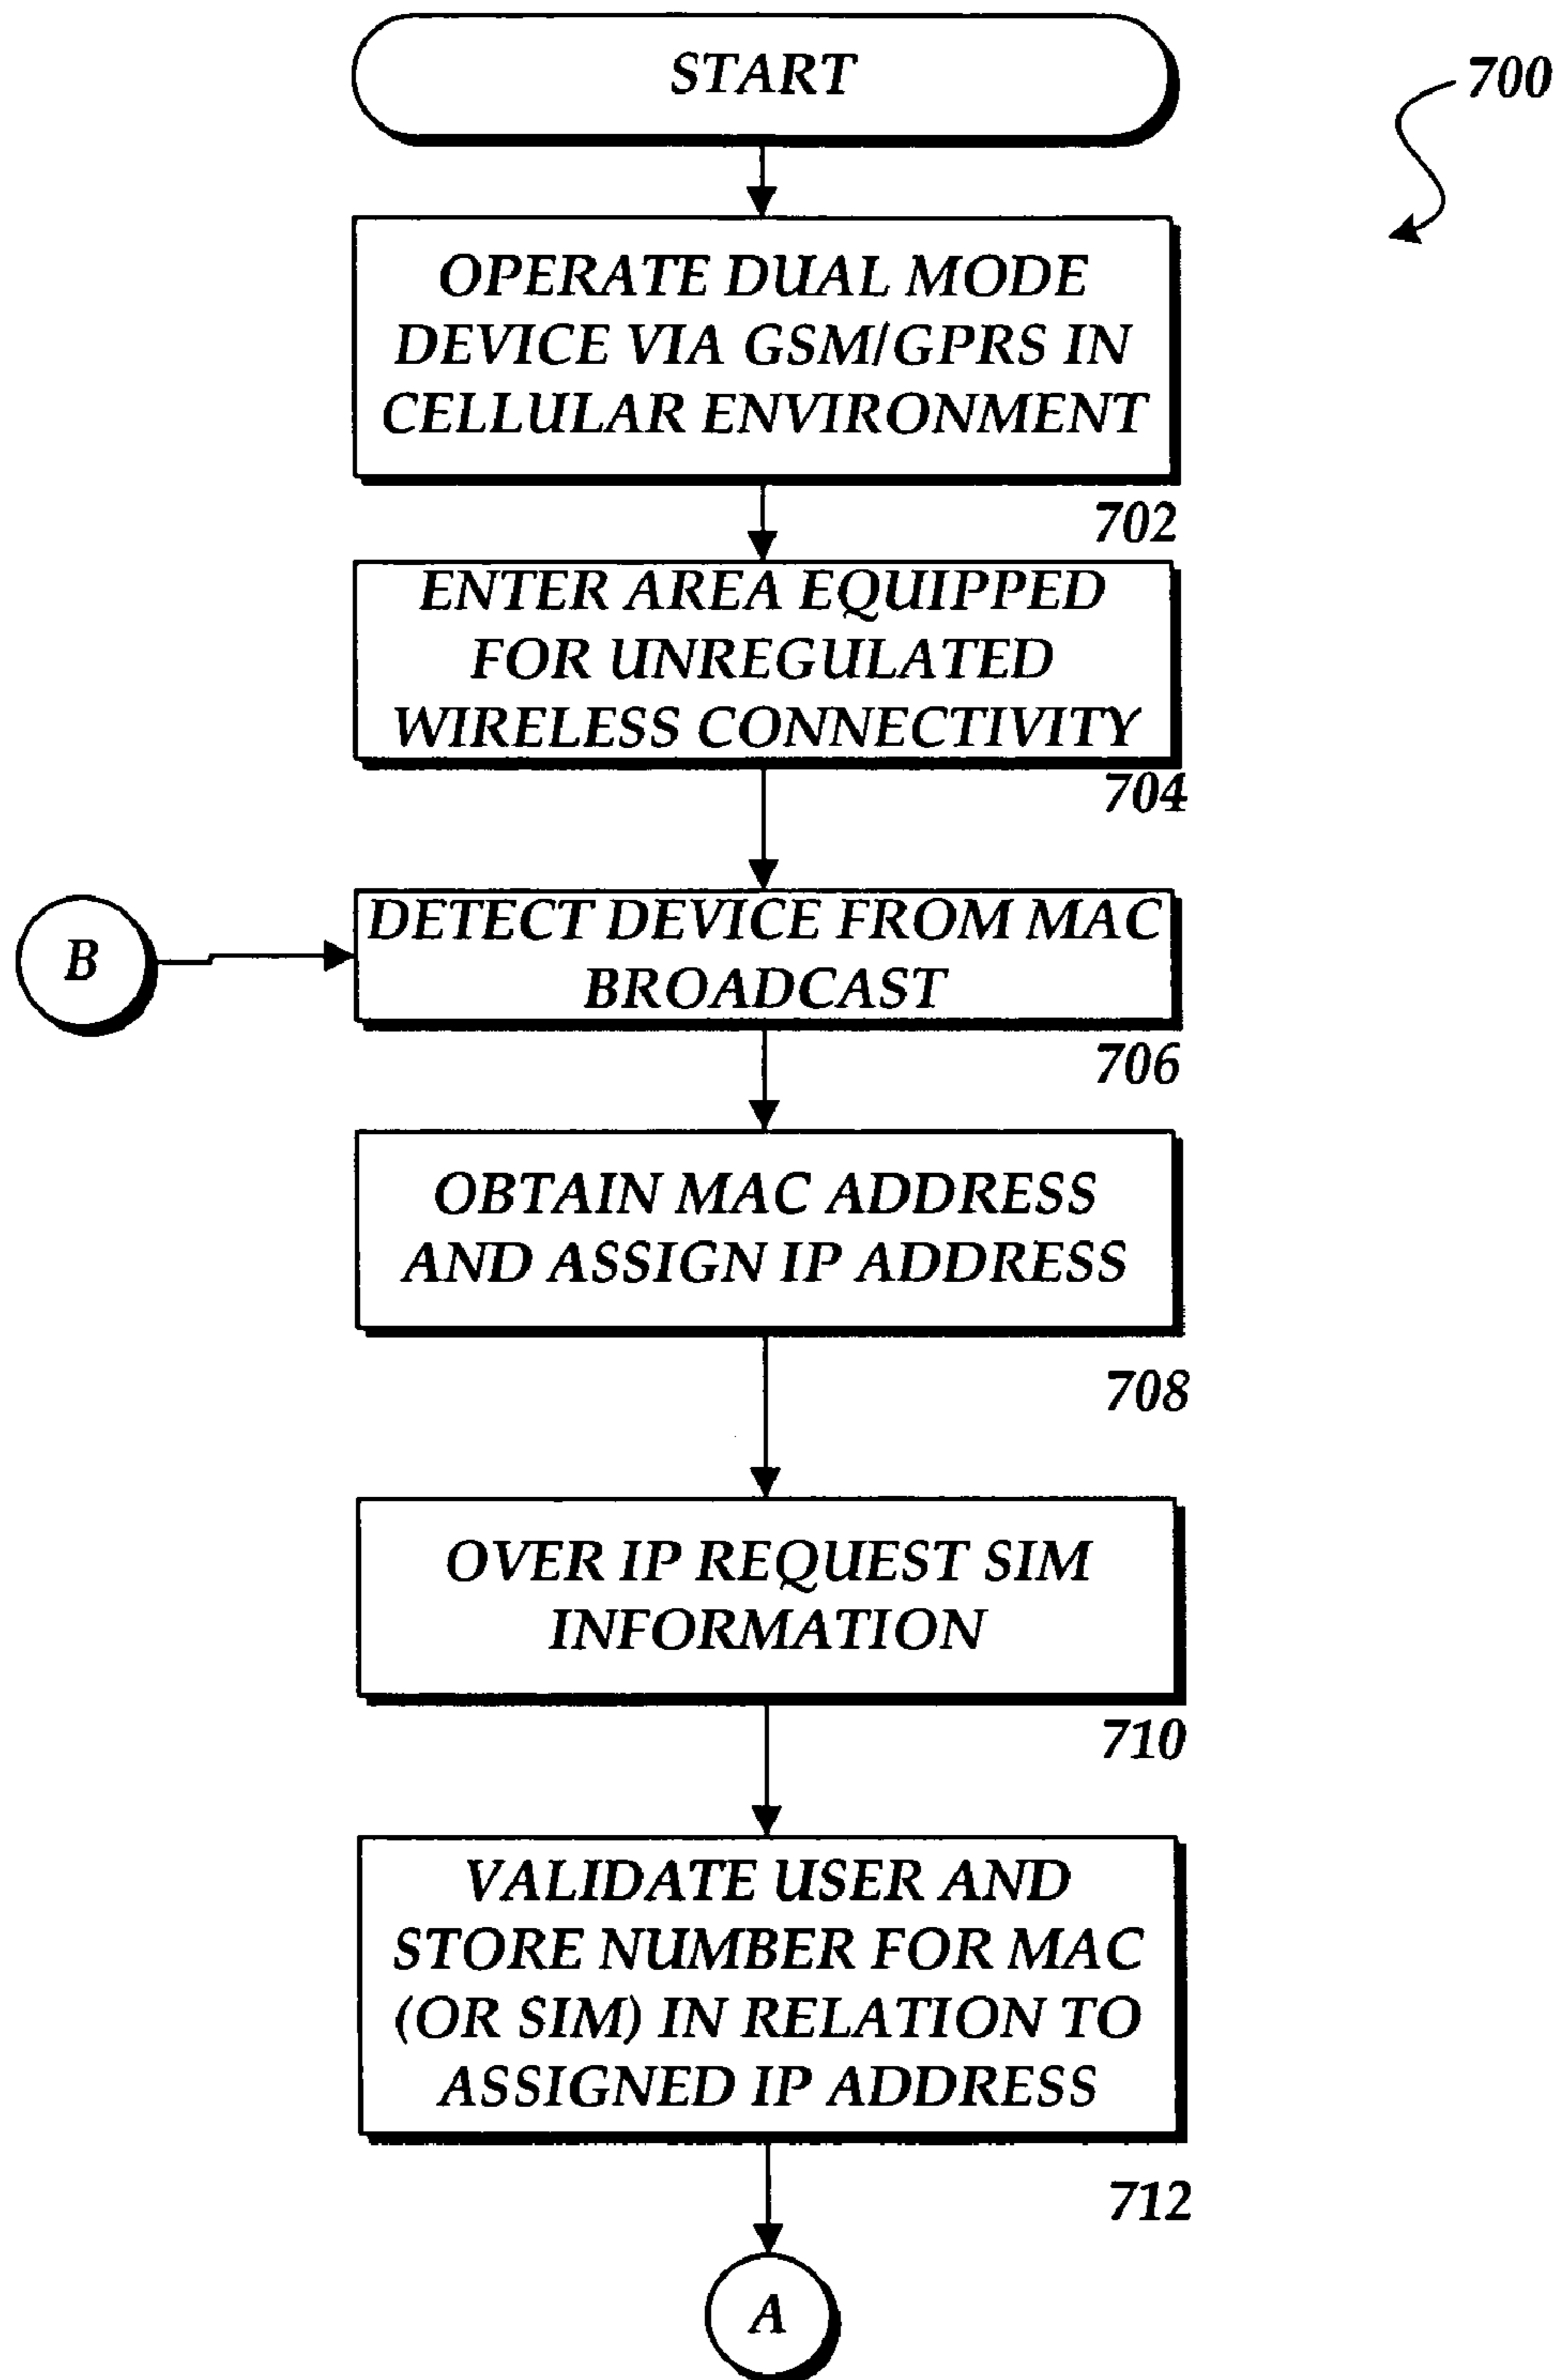 START
700
OPERATE DUAL MODE
DEVICE VIA GSM/GPRS IN
CELLULAR ENVIRONMENT
702
ENTER AREA EQUIPPED
FOR UNREGULATED
WIRELESS CONNECTIVITY
704
B
DETECT DEVICE FROM MAC
BROADCAST
706
OBTAIN MAC ADDRESS
AND ASSIGN IP ADDRESS
708
OVER IP REQUEST SIM
INFORMATION
710
VALIDATE USER AND
STORE NUMBER FOR MAC
(OR SIM) IN RELATION TO
ASSIGNED IP ADDRESS
712
A